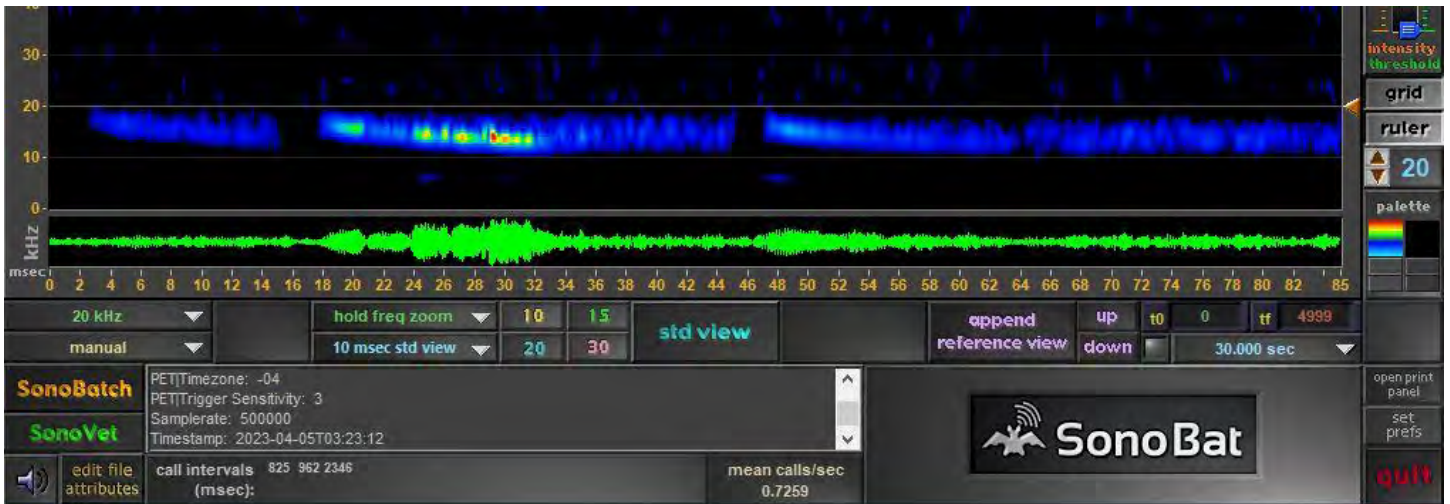 30
intensity
threshold
20
grid
ruler
10
20
palette
0
kHz
msec
0 2 4 6 8 10 12 14 16 18 20 22 24 26 28 30 32 34 36 38 40 42 44 46 48 50 52 54 56 58 60 62 64 66 68 70 72 74 76 78 80 82 85
20 kHz
hold freq zoom
10
15
std view
append
reference view
up
t0
0
tf
4999
manual
10 msec std view
20
30
down
30.000 sec
SonoBatch
PET|Timezone: -04
PET|Trigger Sensitivity: 3
Samplerate: 500000
Timestamp: 2023-04-05T03:23:12
SonoBat
open print
panel
SonoVet
set
prefs
edit file
attributes
call intervals 825 962 2346
(msec):
mean calls/sec
0.7259
quit